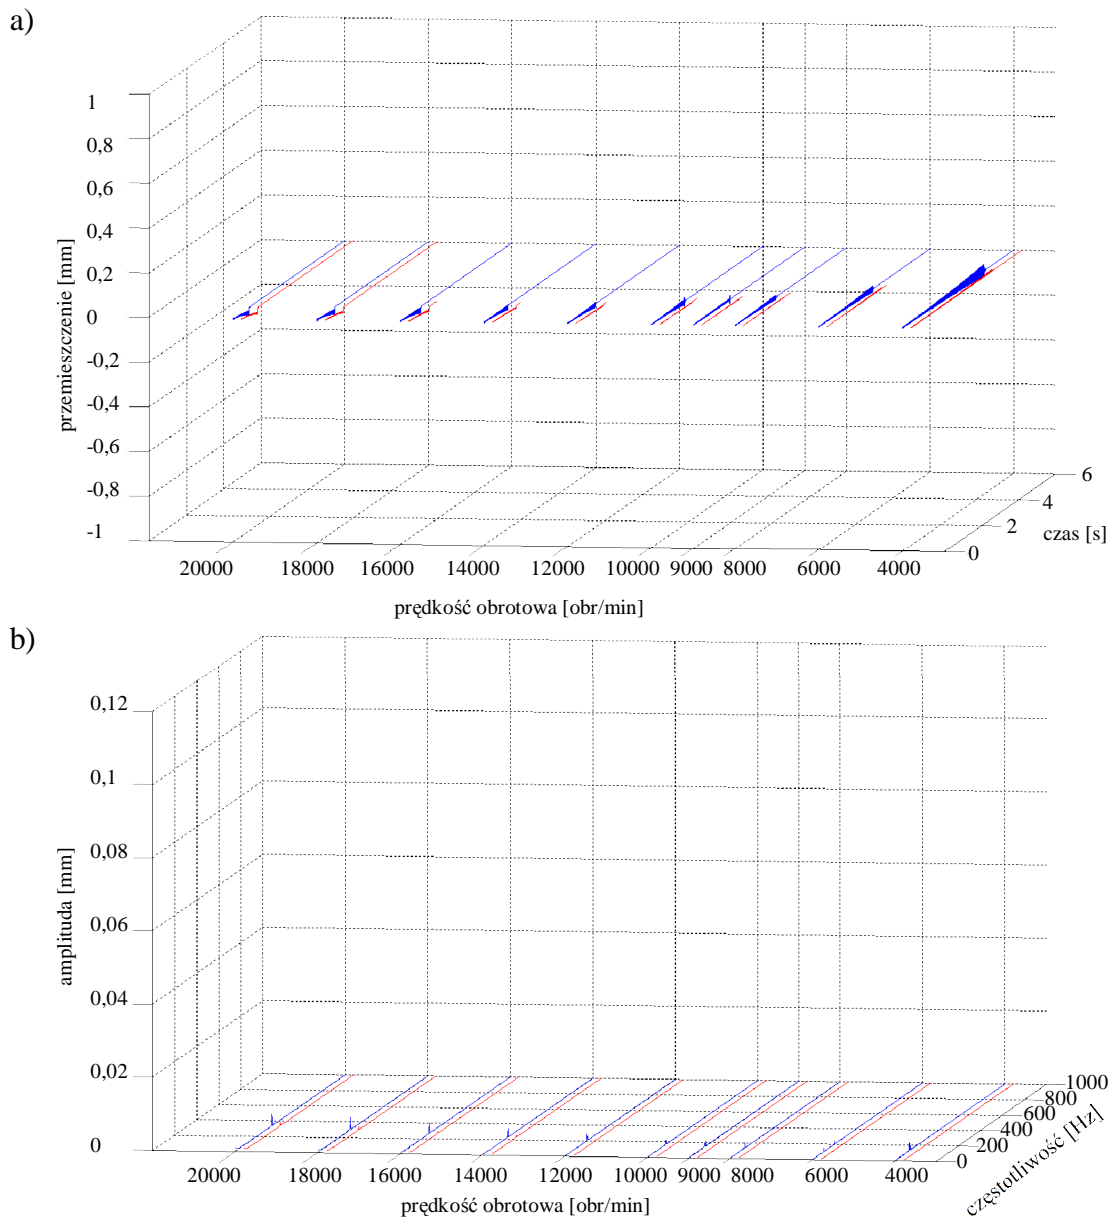 a)
1
0,8
0,6
0,4
0,2
0
-0,2
-0,4
-0,6
-0,8
-1
przemieszczenie [mm]
6
4
2
0
czas [s]
20000 18000 16000 14000 12000 10000 9000 8000 6000 4000
prędkość obrotowa [obr/min]
b)
0,12
0,1
0,08
0,06
0,04
0,02
0
amplituda [mm]
1000
800
600
400
200
0
częstotliwość [Hz]
20000 18000 16000 14000 12000 10000 9000 8000 6000 4000
prędkość obrotowa [obr/min]